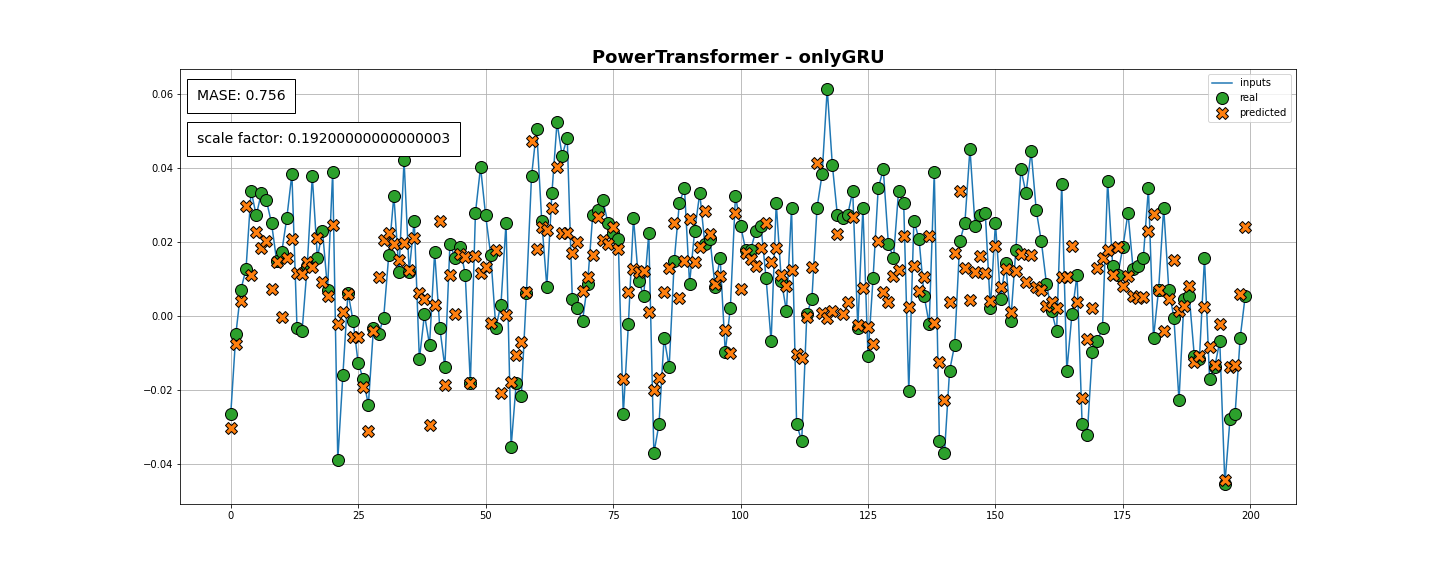 PowerTransformer - onlyGRU
MASE: 0.756
scale factor: 0.19200000000000003
inputs
real
predicted
0.06
0.04
0.02
0.00
−0.02
−0.04
0
25
50
75
100
125
150
175
200